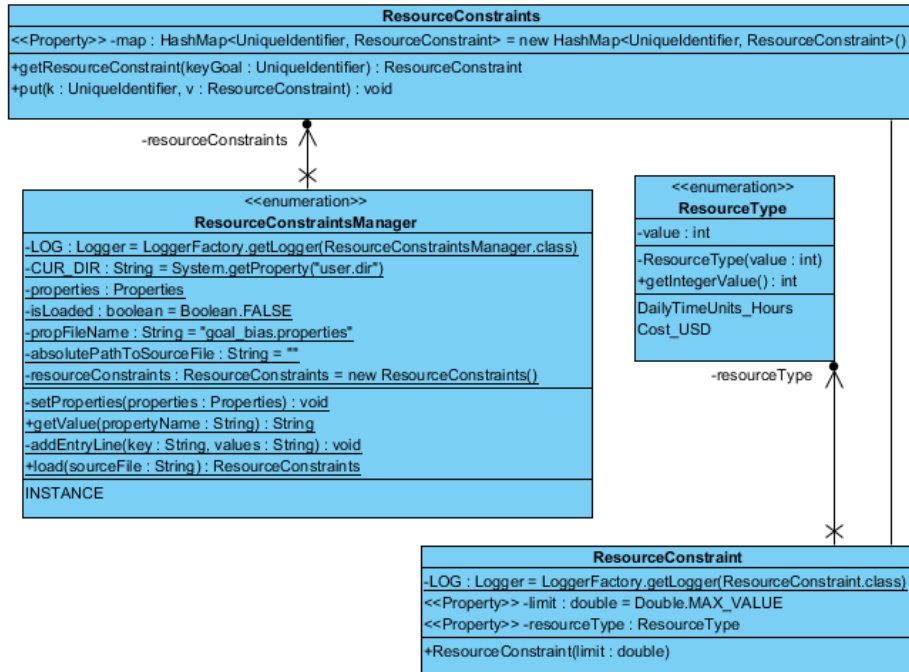 ResourceConstraints
<<Property>> -map : HashMap<UniqueIdentifier, ResourceConstraint> = new HashMap<UniqueIdentifier, ResourceConstraint>()
+getResourceConstraint(keyGoal : UniqueIdentifier) : ResourceConstraint
+put(k : UniqueIdentifier, v : ResourceConstraint) : void
-resourceConstraints
<<enumeration>>
ResourceConstraintsManager
-LOG : Logger = LoggerFactory.getLogger(ResourceConstraintsManager.class)
-CUR_DIR : String = System.getProperty("user.dir")
-properties : Properties
-isLoaded : boolean = Boolean.FALSE
-propFileName : String = "goal_bias.properties"
-absolutePathToSourceFile : String = ""
-resourceConstraints : ResourceConstraints = new ResourceConstraints()
-setProperties(properties : Properties) : void
+getValue(propertyName : String) : String
-addEntryLine(key : String, values : String) : void
+load(sourceFile : String) : ResourceConstraints
INSTANCE
<<enumeration>>
ResourceType
-value : int
-ResourceType(value : int)
+getIntegerValue() : int
DailyTimeUnits_Hours
Cost_USD
-resourceType
ResourceConstraint
-LOG : Logger = LoggerFactory.getLogger(ResourceConstraint.class)
<<Property>> -limit : double = Double.MAX_VALUE
<<Property>> -resourceType : ResourceType
+ResourceConstraint(limit : double)